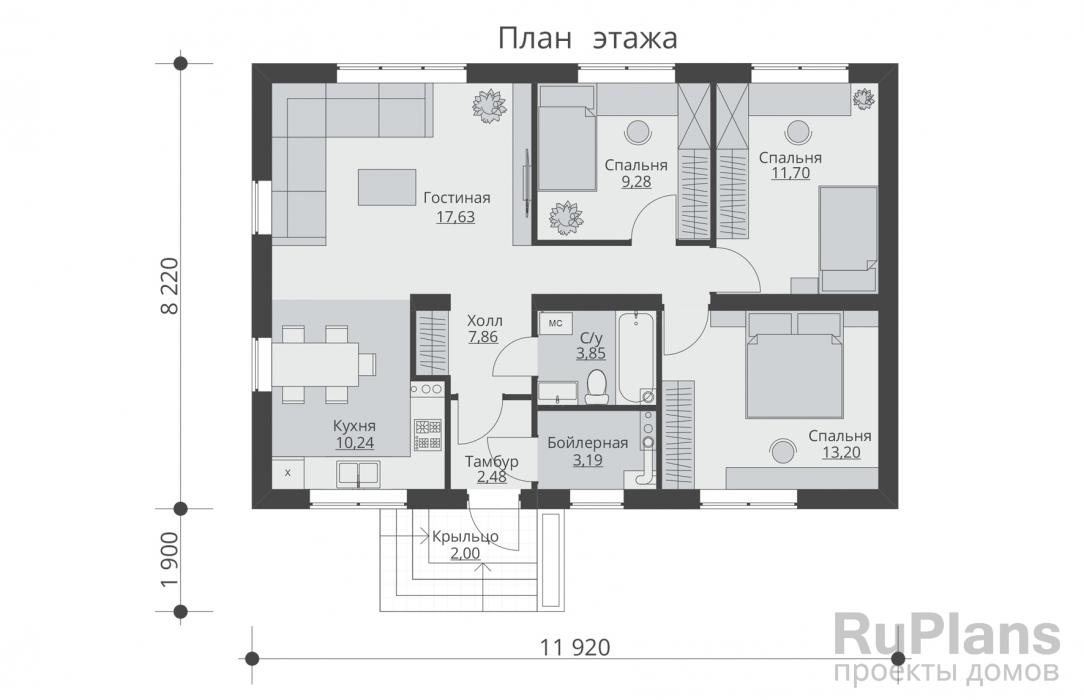 План этажа
Гостиная
17,63
Спальня
9,28
Спальня
11,70
8 220
Холл
7,86
МС
С/у
3,85
Кухня
10,24
Х
Тамбур
2,48
Бойлерная
3,19
Спальня
13,20
Крыльцо
2,00
1 900
11 920
RuPlans
проекты домов